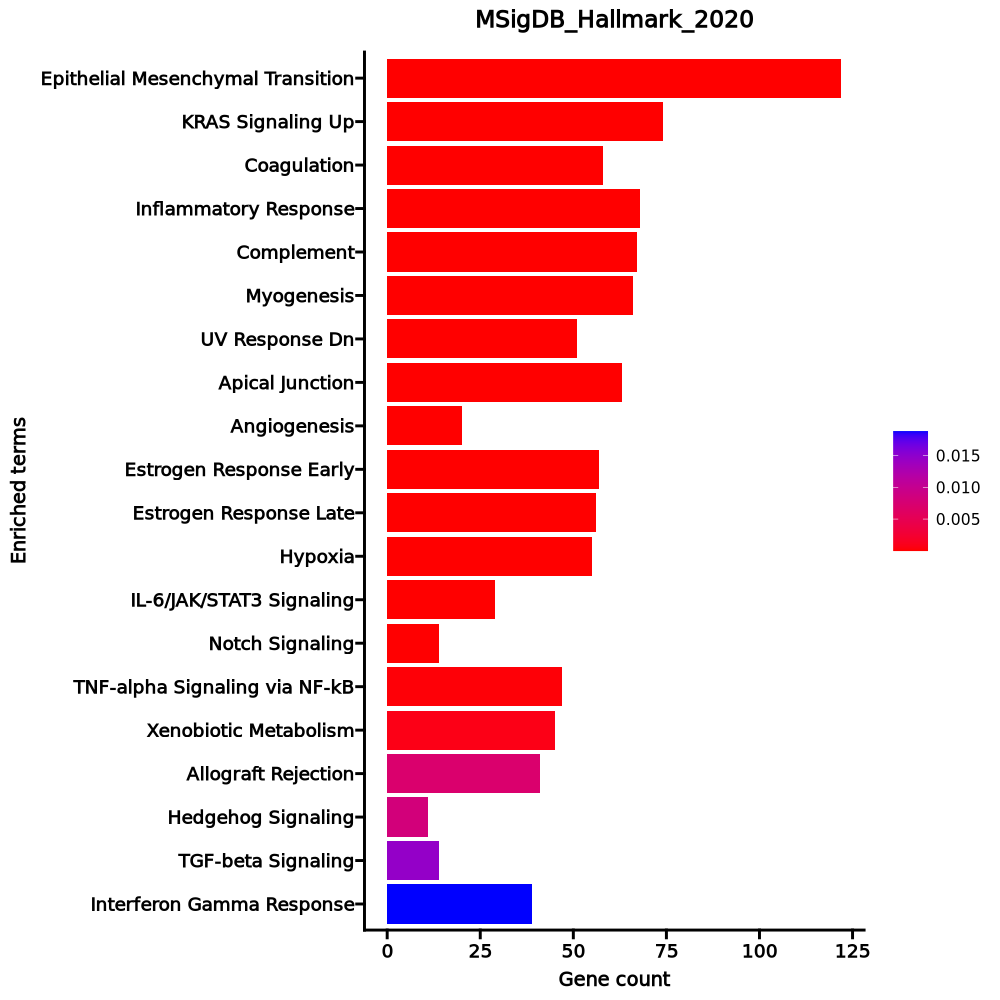 MSigDB_Hallmark_2020
Epithelial Mesenchymal Transition
KRAS Signaling Up
Coagulation
Inflammatory Response
Complement
Myogenesis
UV Response Dn
Apical Junction
Angiogenesis
Estrogen Response Early
Estrogen Response Late
Hypoxia
IL-6/JAK/STAT3 Signaling
Notch Signaling
TNF-alpha Signaling via NF-kB
Xenobiotic Metabolism
Allograft Rejection
Hedgehog Signaling
TGF-beta Signaling
Interferon Gamma Response
Enriched terms
0 25 50 75 100 125
Gene count
0.015
0.010
0.005